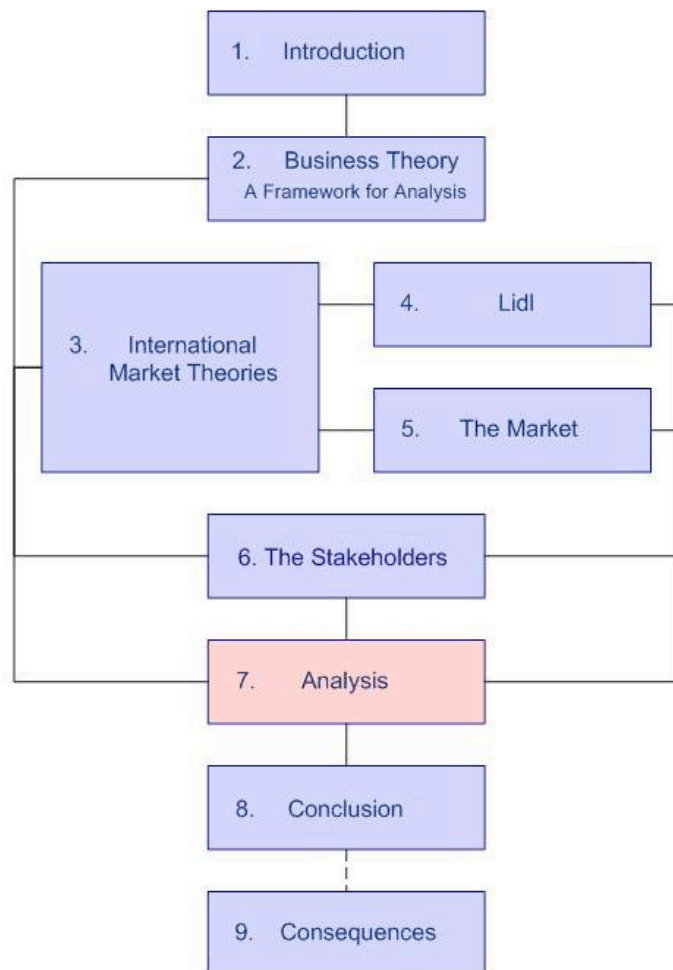 1. Introduction
2. Business Theory
A Framework for Analysis
3. International
Market Theories
4. Lidl
5. The Market
6. The Stakeholders
7. Analysis
8. Conclusion
9. Consequences